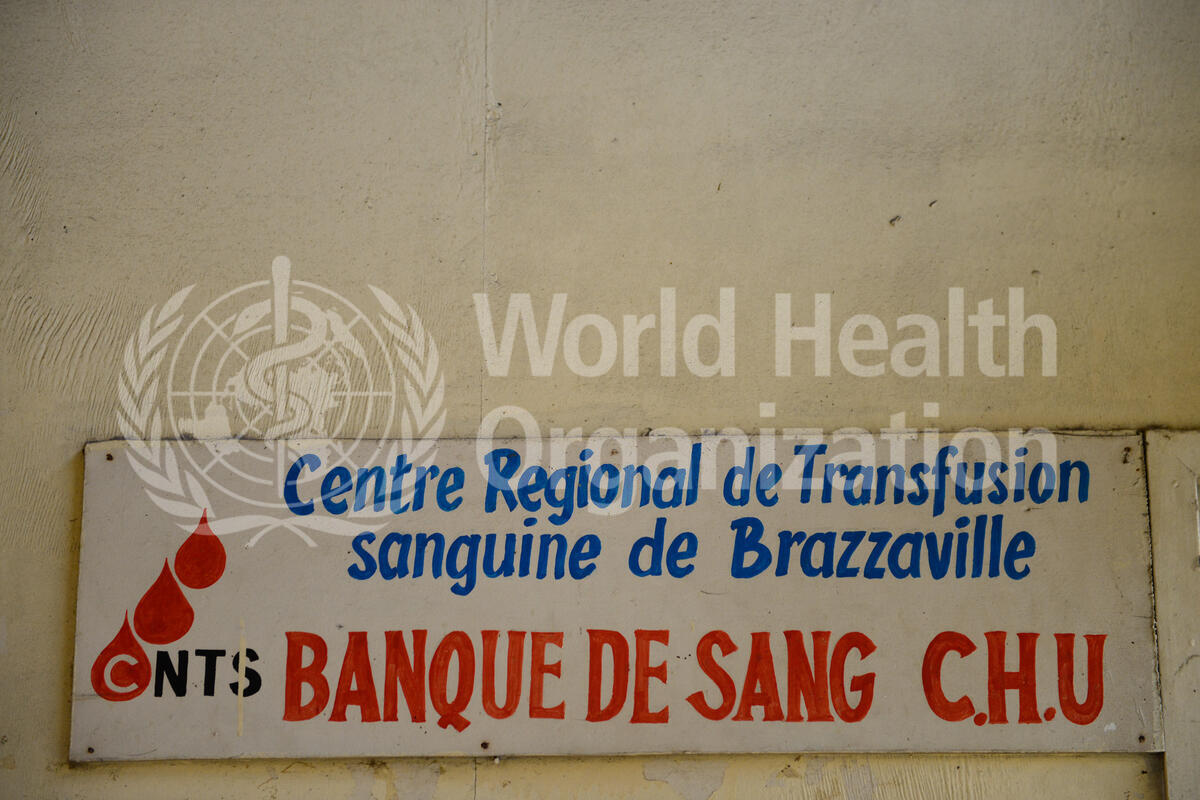 World Health
Organization
Centre Regional de Transfusion
sanguine de Brazzaville
CNTS
BANQUE DE SANG C.H.U